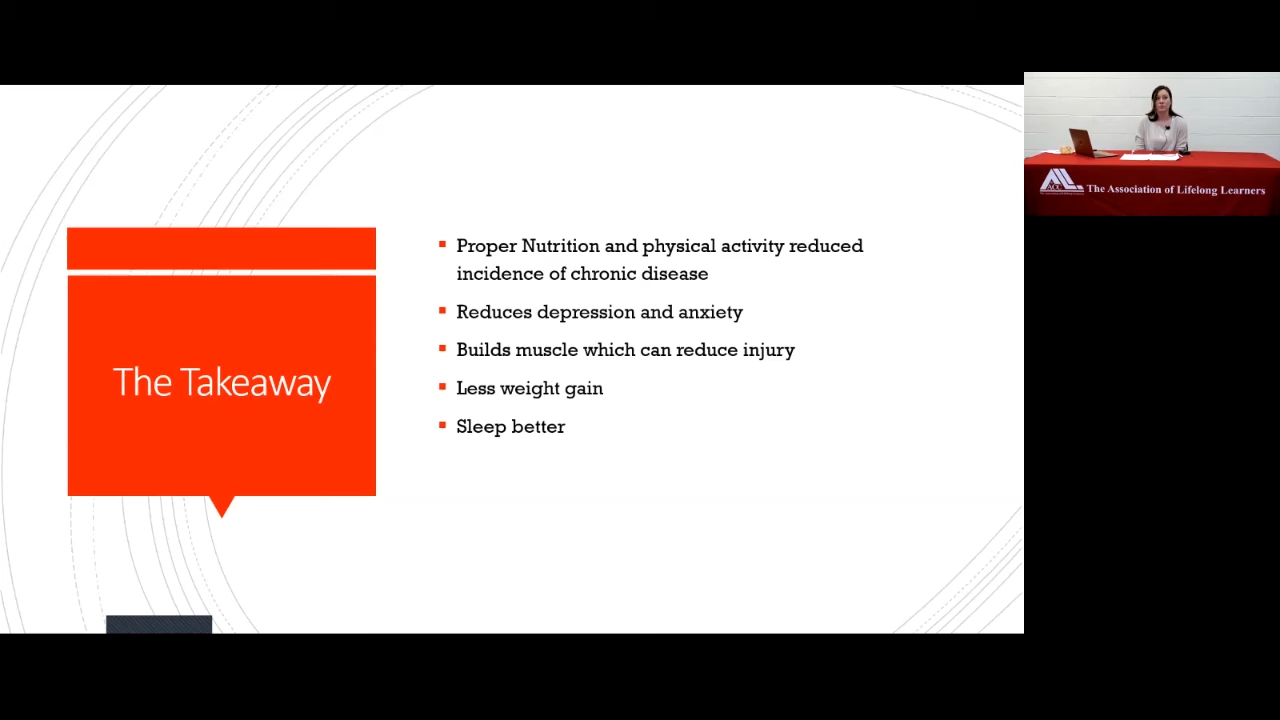 The Takeaway
Proper Nutrition and physical activity reduced
incidence of chronic disease
Reduces depression and anxiety
Builds muscle which can reduce injury
Less weight gain
Sleep better
ACC
The Association of Lifelong Learners